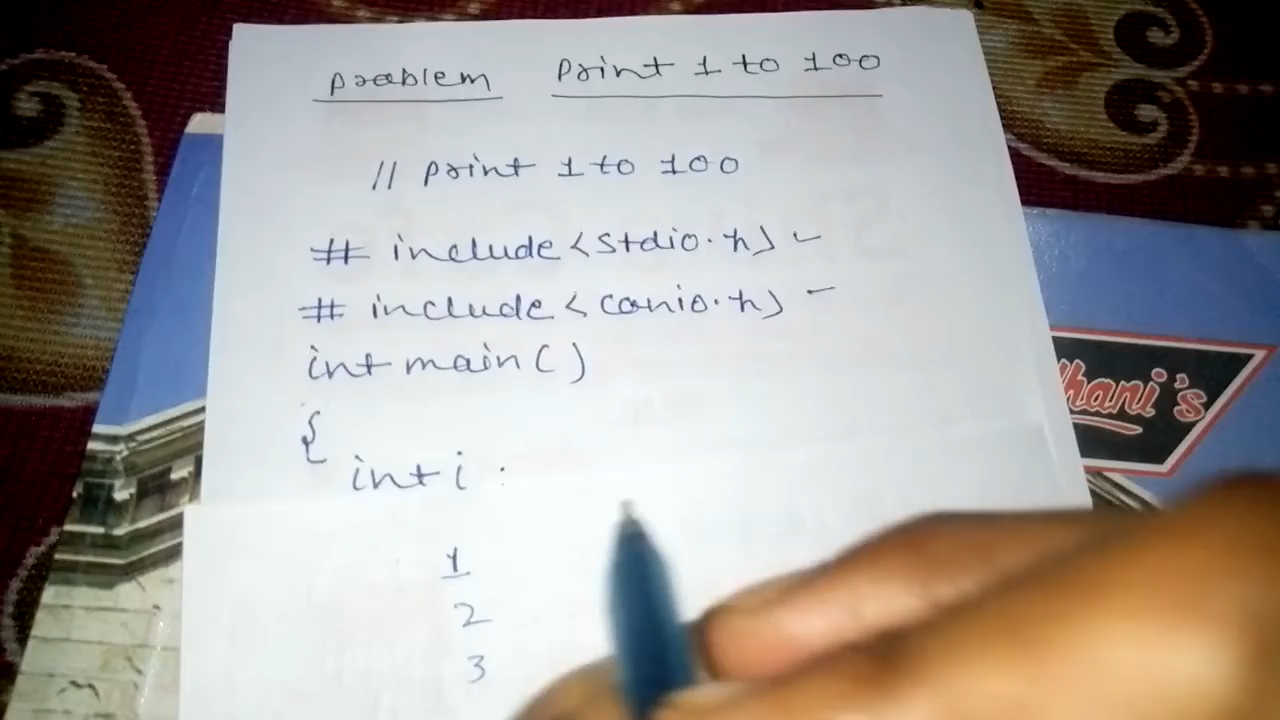 problem print 1 to 100
// print 1 to 100
# include <stdio.h>
# include <conio.h>
int main()
{
int i
1
2
3
hani's